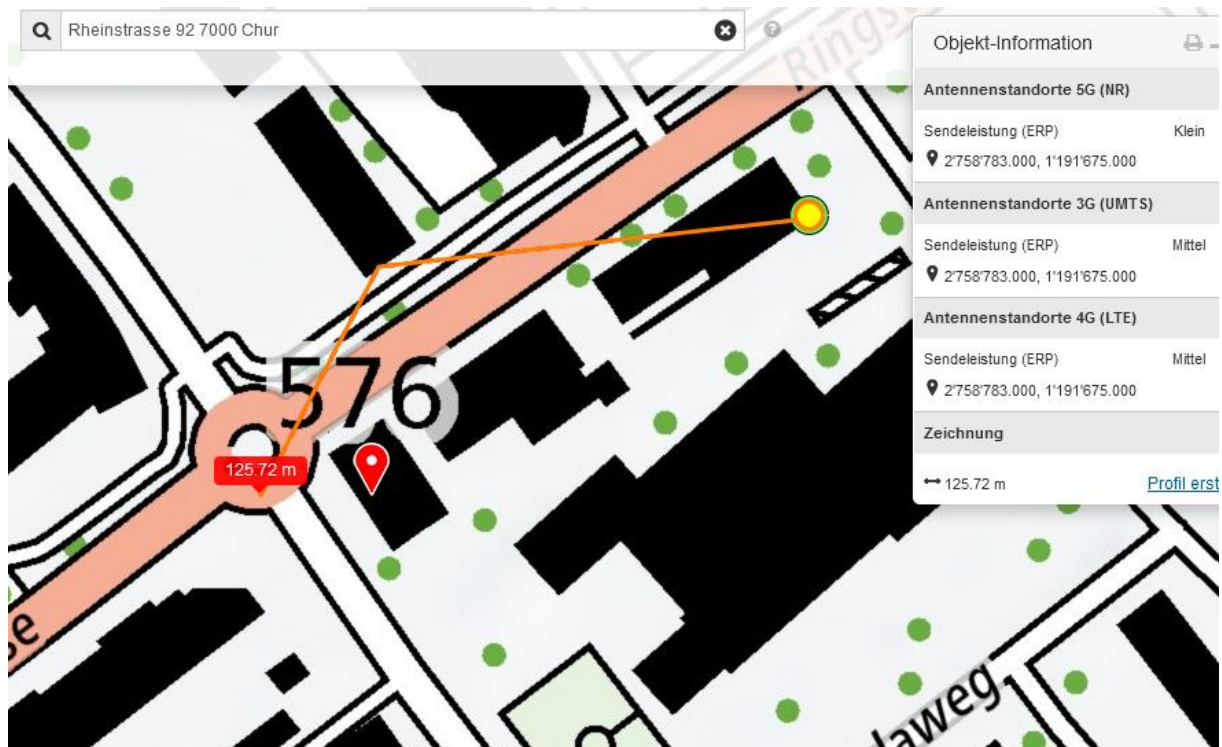 Rheinstrasse 92 7000 Chur
Rings
Objekt-Information
Antennenstandorte 5G (NR)
Sendeleistung (ERP) Klein
2'758'783.000, 1'191'675.000
Antennenstandorte 3G (UMTS)
Sendeleistung (ERP) Mittel
2'758'783.000, 1'191'675.000
Antennenstandorte 4G (LTE)
Sendeleistung (ERP) Mittel
2'758'783.000, 1'191'675.000
Zeichnung
125.72 m Profil erst
576
125.72 m
se
aweg